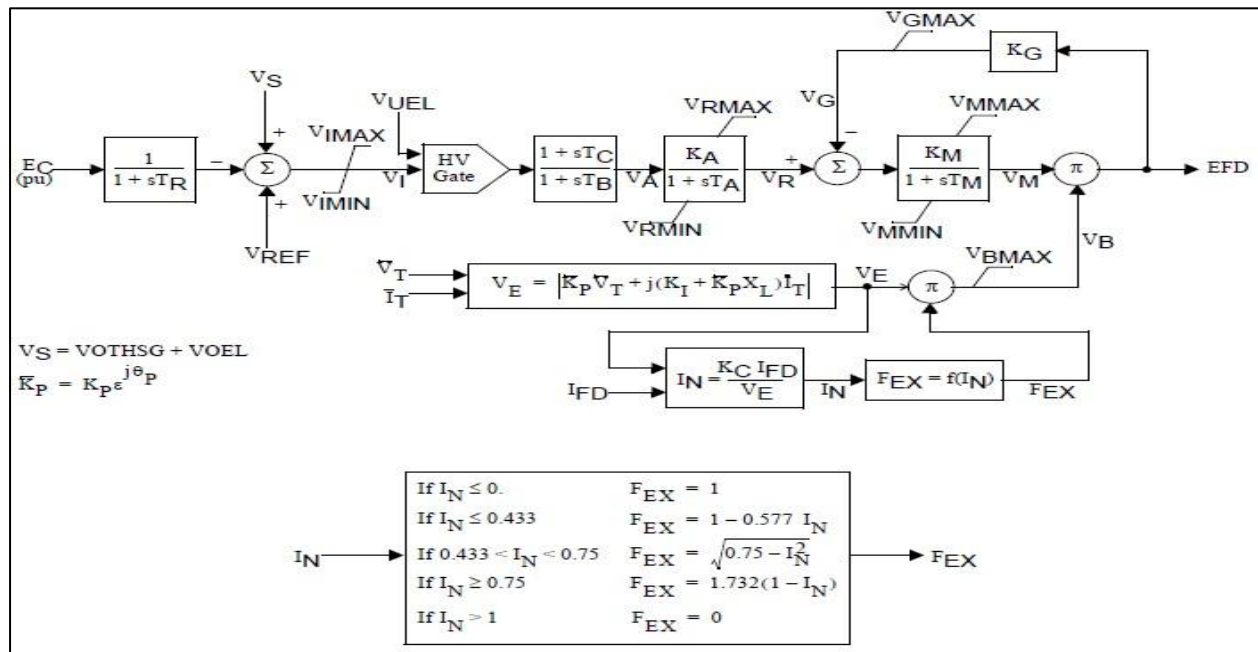 VGMAX
KG
VS
VUEL
VG
VRMAX
VMMAX
VIMAX
EC
(pu)
1
1 + sTR
−
+
Σ
+
VI
VIMIN
VREF
HV
Gate
1 + sTC
1 + sTB
VA
KA
1 + sTA
VR
VRMIN
+
−
Σ
KM
1 + sTM
VM
VMMIN
π
EFD
VB
V̄T
ĪT
VE = |K̄P V̄T + j(KI + K̄P XL) ĪT|
VE
π
VBMAX
VS = VOTHSG + VOEL
K̄P = KP ε^jθP
IFD
IN = KC IFD / VE
IN
FEX = f(IN)
FEX
If IN ≤ 0. FEX = 1
If IN ≤ 0.433 FEX = 1 − 0.577 IN
IN
If 0.433 < IN < 0.75 FEX = √0.75 − IN²
FEX
If IN ≥ 0.75 FEX = 1.732(1 − IN)
If IN > 1 FEX = 0